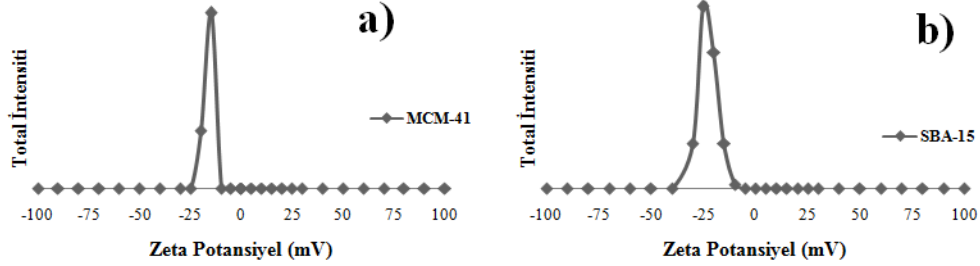 a)
Total İntensiti
MCM-41
-100 -75 -50 -25 0 25 50 75 100
Zeta Potansiyel (mV)
b)
Total İntensiti
SBA-15
-100 -75 -50 -25 0 25 50 75 100
Zeta Potansiyel (mV)